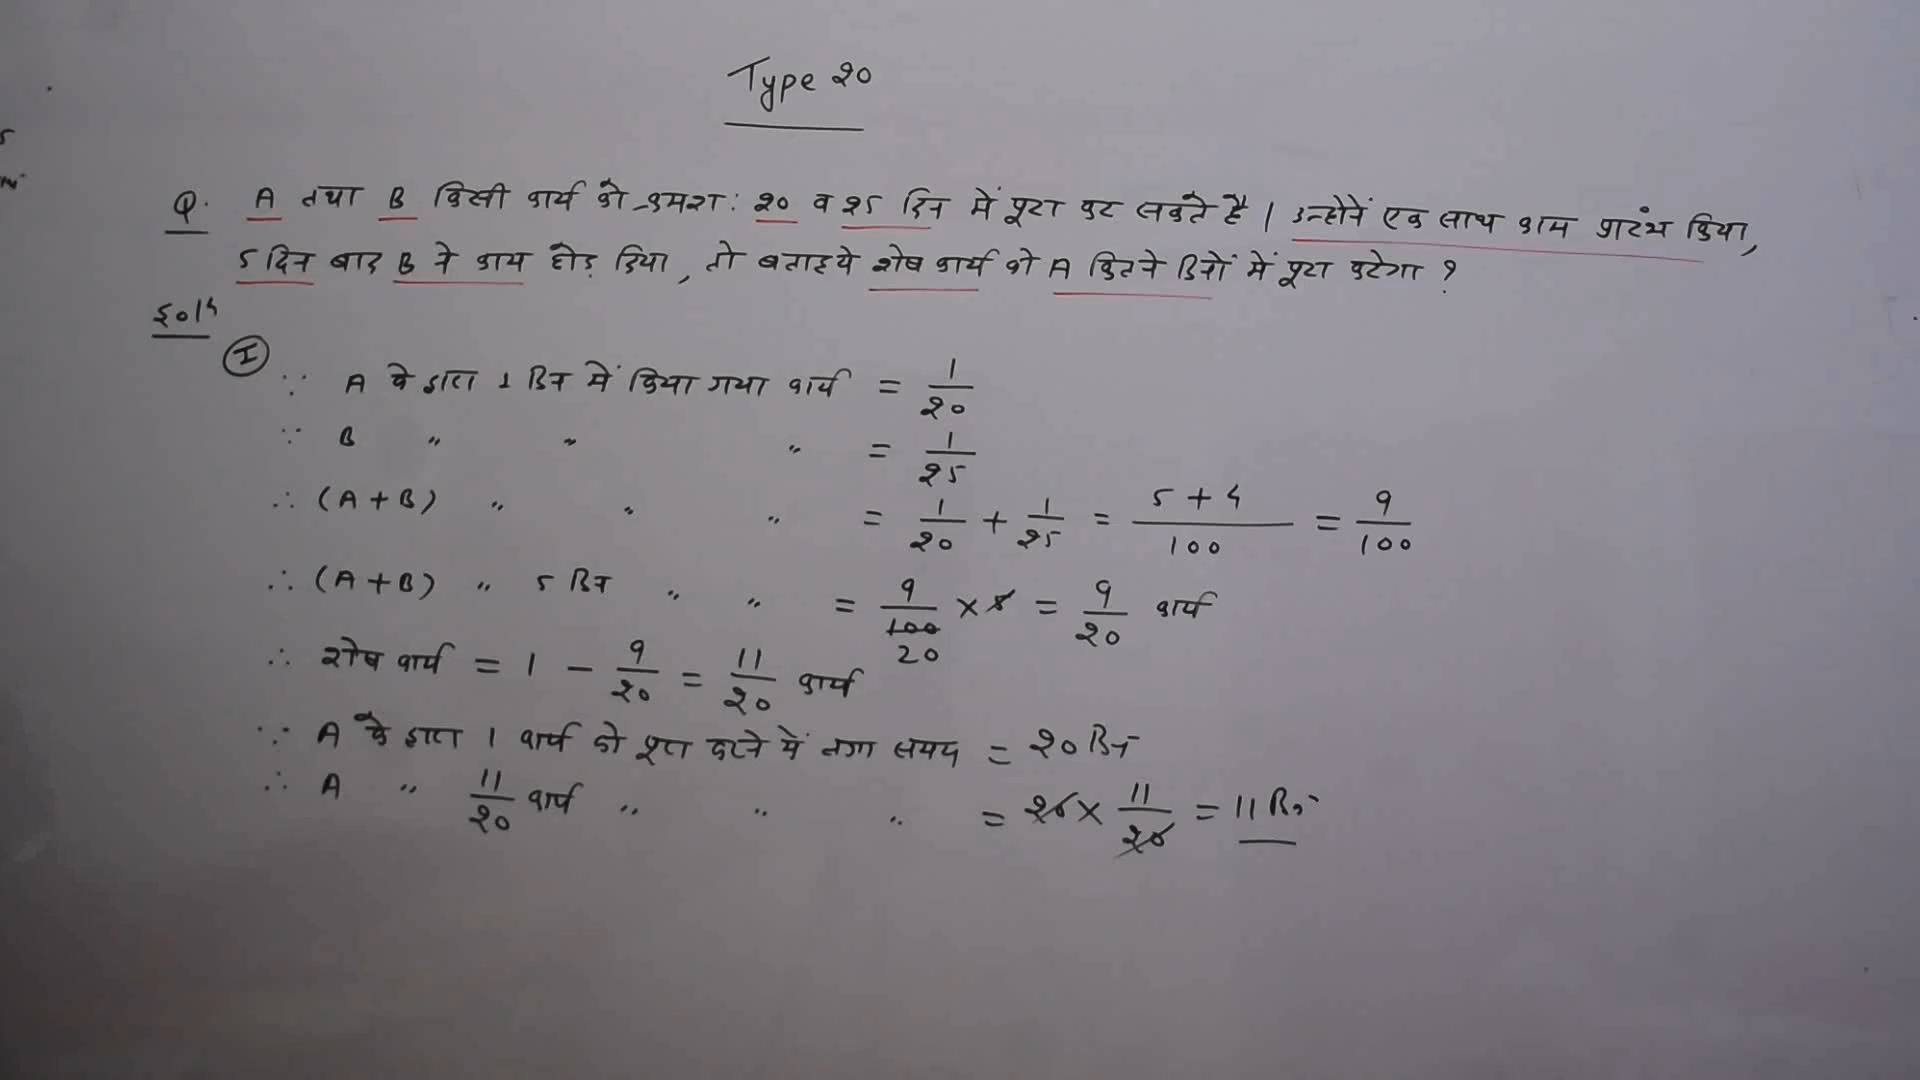 Type 20
Q. A तथा B किसी कार्य को क्रमश: 20 व 25 दिन में पूरा कर सकते है। उन्होनें एक साथ काम प्रारंभ किया,
5 दिन बाद B ने काम छोड़ दिया, तो बताइये शेष कार्य को A कितने दिनों में पूरा करेगा ?
Solⁿ
I
∵ A के द्वारा 1 दिन में किया गया कार्य = 1/20
∵ B " " " = 1/25
∴ (A+B) " " " = 1/20 + 1/25 = 5+4/100 = 9/100
∴ (A+B) " 5 दिन " " = 9/100 × 5 = 9/20 कार्य
20
∴ शेष कार्य = 1 - 9/20 = 11/20 कार्य
∵ A के द्वारा 1 कार्य को पूरा करने में लगा समय = 20 दिन
∴ A " 11/20 कार्य " " " = 20 × 11/20 = 11 दिन